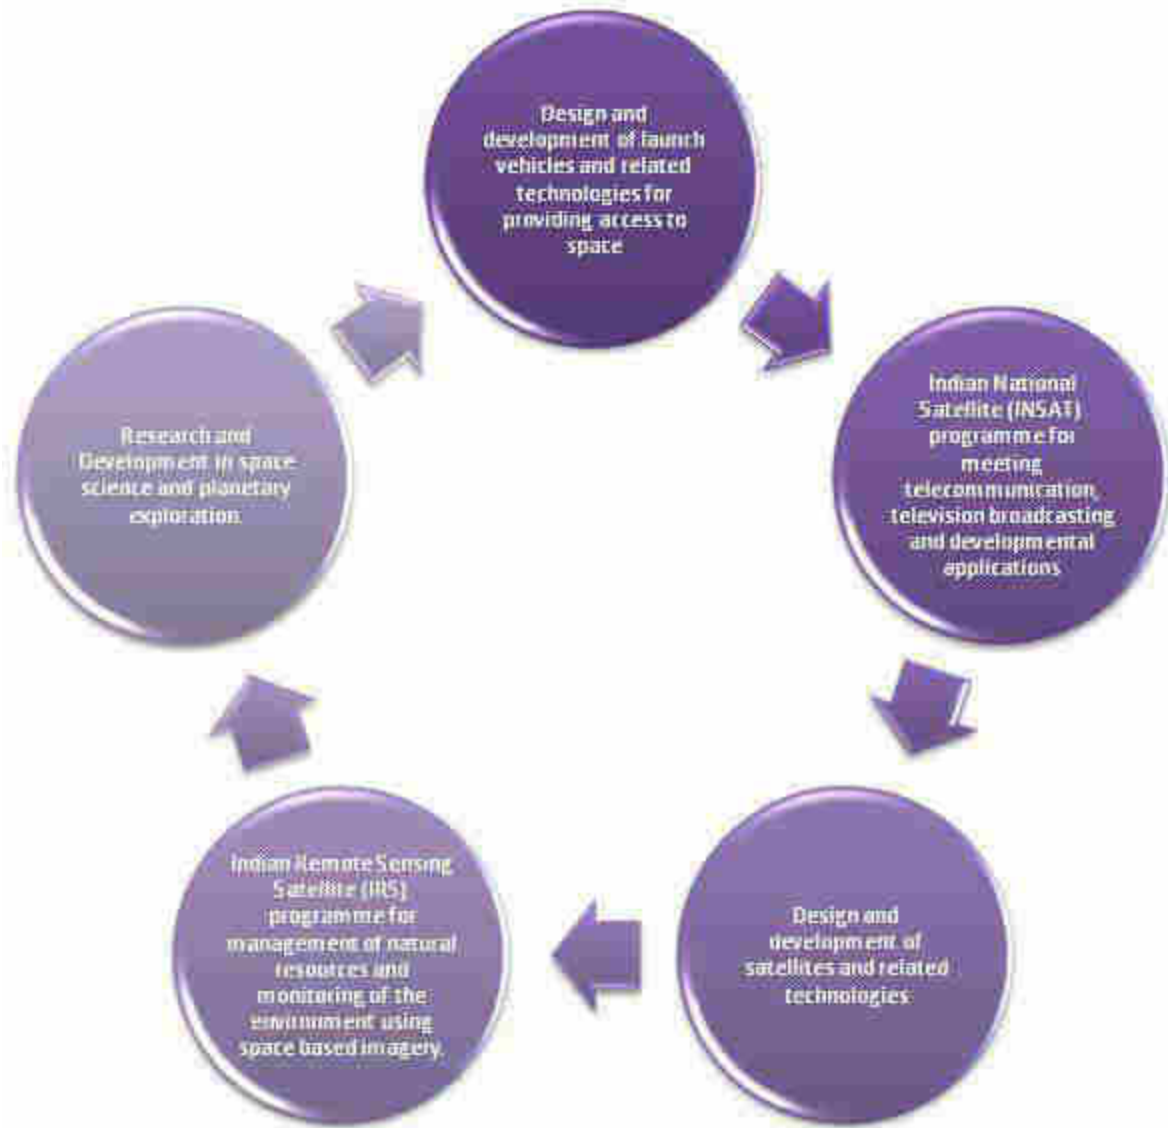 Design and
development of launch
vehicles and related
technologies for
providing access to
space
Indian National
Satellite (INSAT)
programme for
meeting
telecommunication,
television broadcasting
and developmental
applications
Design and
development of
satellites and related
technologies
Indian Remote Sensing
Satellite (IRS)
programme for
management of natural
resources and
monitoring of the
environment using
space based imagery.
Research and
Development in space
science and planetary
exploration.